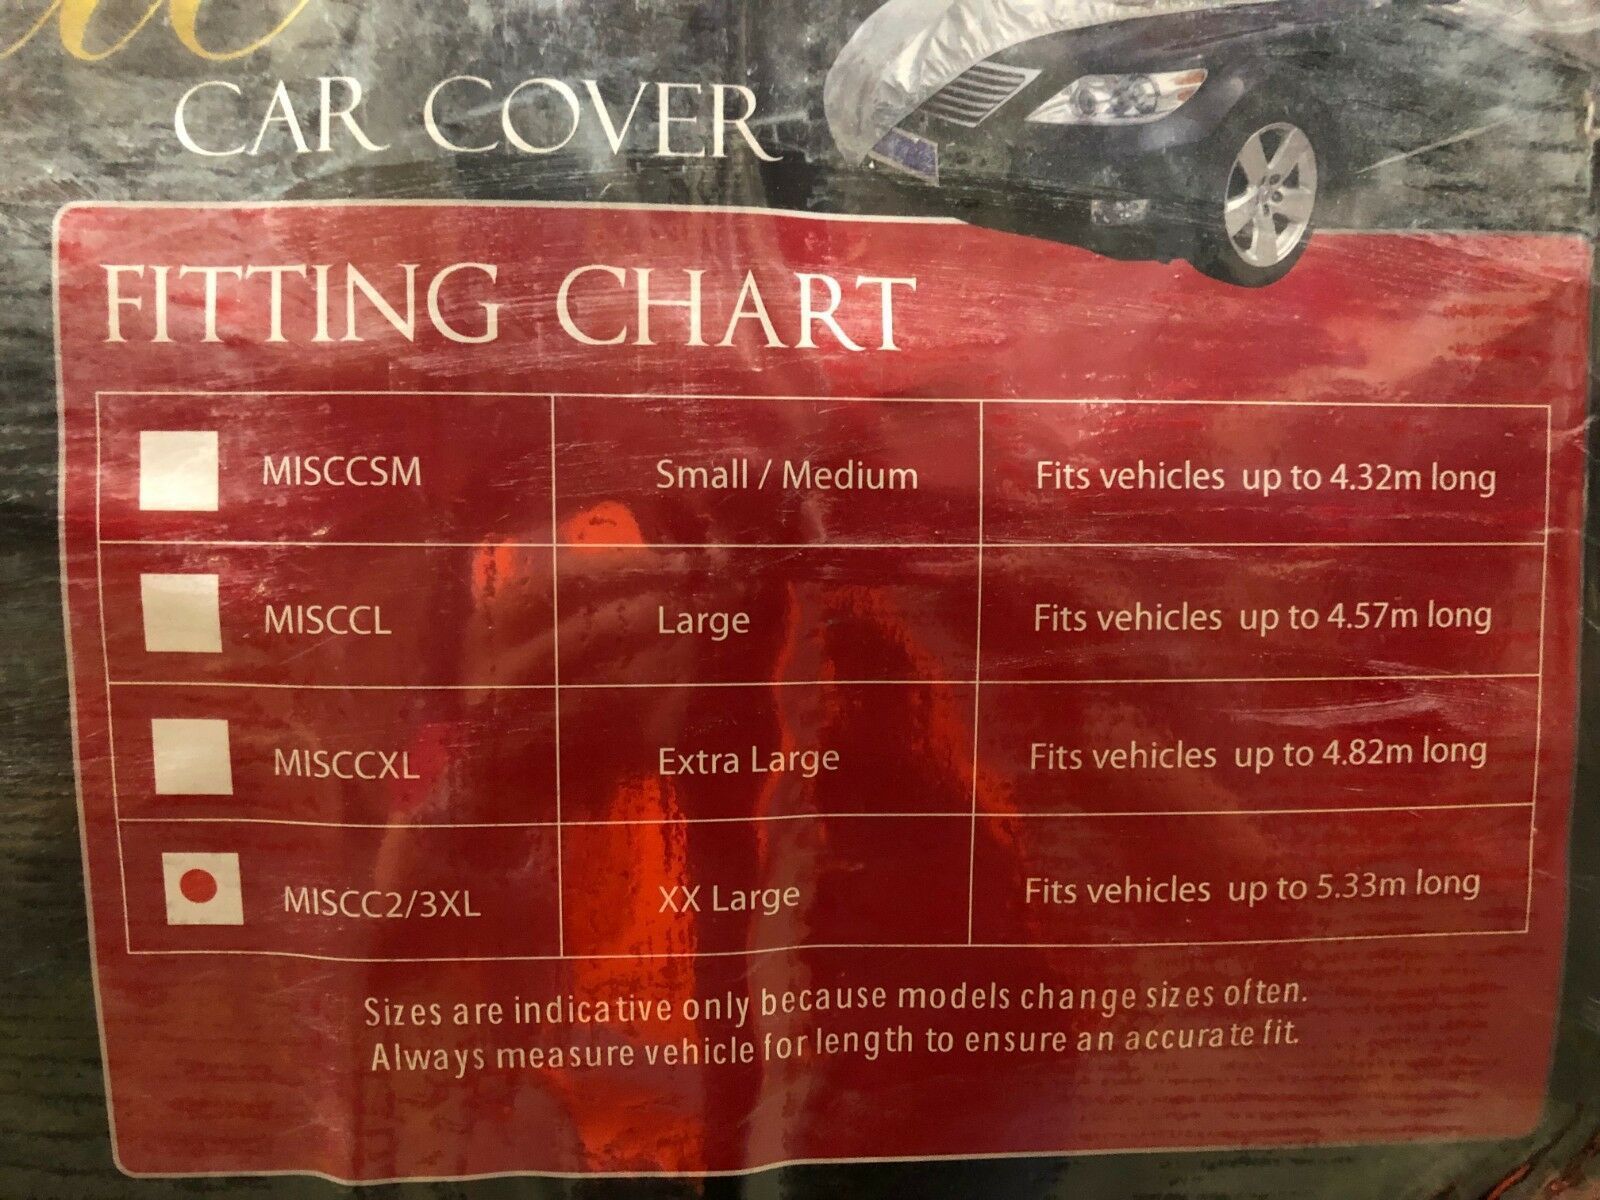 CAR COVER
FITTING CHART
MISCCSM Small / Medium Fits vehicles up to 4.32m long
MISCCL Large Fits vehicles up to 4.57m long
MISCCXL Extra Large Fits vehicles up to 4.82m long
MISCC2/3XL XX Large Fits vehicles up to 5.33m long
Sizes are indicative only because models change sizes often.
Always measure vehicle for length to ensure an accurate fit.